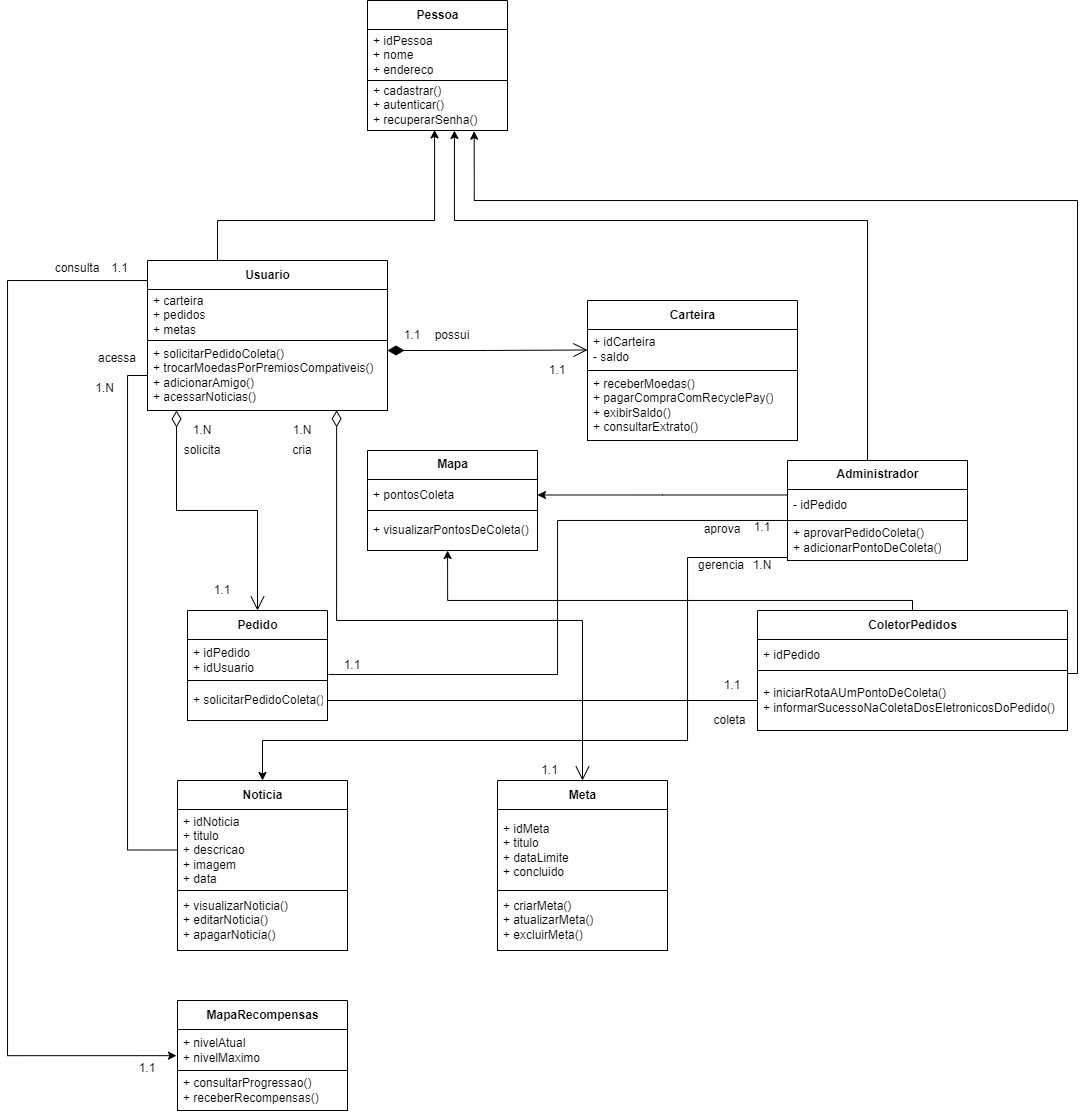 Pessoa
+ idPessoa
+ nome
+ endereco
+ cadastrar()
+ autenticar()
+ recuperarSenha()
consulta 1.1
Usuario
+ carteira
+ pedidos
+ metas
+ solicitarPedidoColeta()
+ trocarMoedasPorPremiosCompativeis()
+ adicionarAmigo()
+ acessarNoticias()
acessa
1.N
1.1 possui
1.1
Carteira
+ idCarteira
- saldo
+ receberMoedas()
+ pagarCompraComRecyclePay()
+ exibirSaldo()
+ consultarExtrato()
1.N
solicita
1.N
cria
Mapa
+ pontosColeta
+ visualizarPontosDeColeta()
Administrador
- idPedido
+ aprovarPedidoColeta()
+ adicionarPontoDeColeta()
aprova 1.1
gerencia 1.N
1.1
Pedido
+ idPedido
+ idUsuario
+ solicitarPedidoColeta()
1.1
ColetorPedidos
+ idPedido
+ iniciarRotaAUmPontoDeColeta()
+ informarSucessoNaColetaDosEletronicosDoPedido()
1.1
coleta
1.1
Noticia
+ idNoticia
+ titulo
+ descricao
+ imagem
+ data
+ visualizarNoticia()
+ editarNoticia()
+ apagarNoticia()
Meta
+ idMeta
+ titulo
+ dataLimite
+ concluido
+ criarMeta()
+ atualizarMeta()
+ excluirMeta()
MapaRecompensas
+ nivelAtual
+ nivelMaximo
+ consultarProgressao()
+ receberRecompensas()
1.1